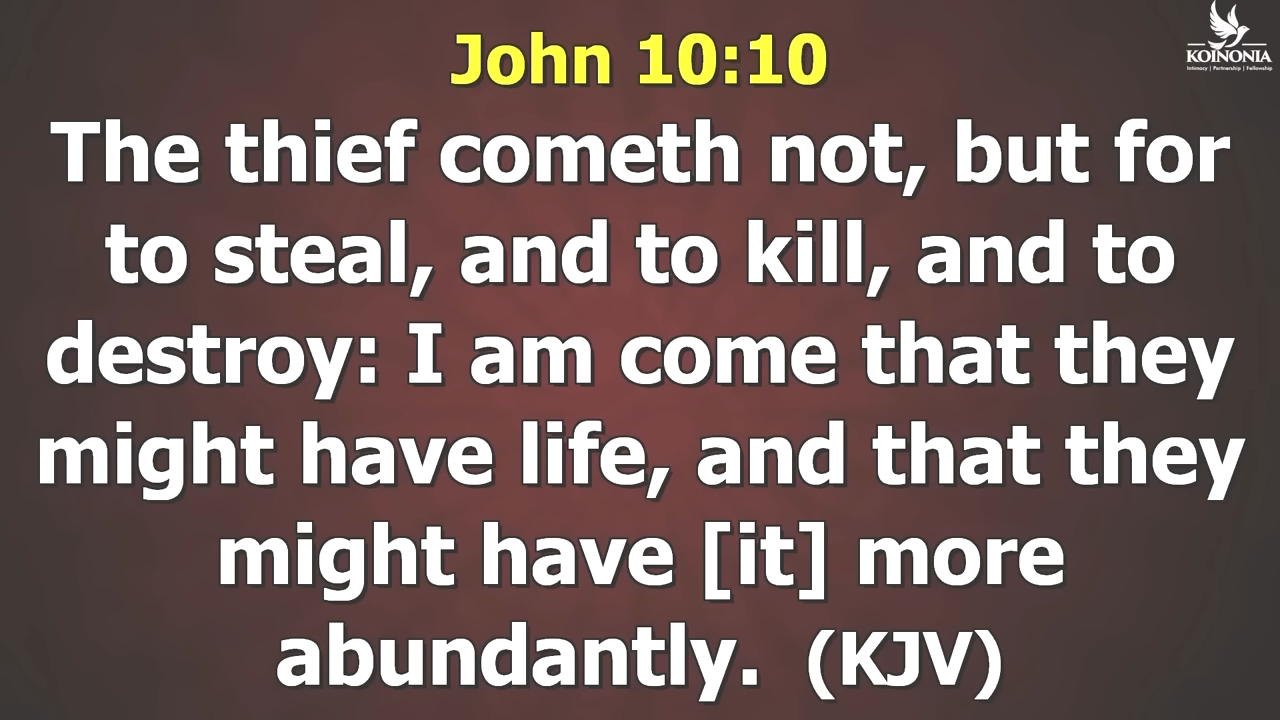 John 10:10
KOINONIA
Intimacy | Partnership | Fellowship
The thief cometh not, but for
to steal, and to kill, and to
destroy: I am come that they
might have life, and that they
might have [it] more
abundantly. (KJV)